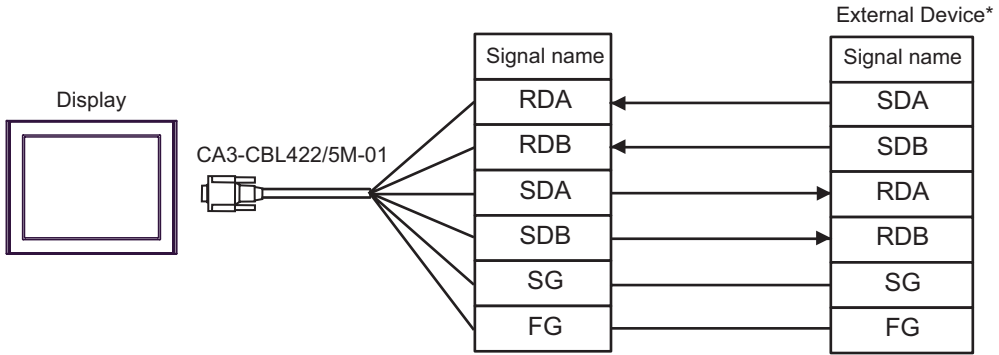 External Device*
Signal name
Signal name
Display
RDA
SDA
RDB
SDB
CA3-CBL422/5M-01
SDA
RDA
SDB
RDB
SG
SG
FG
FG